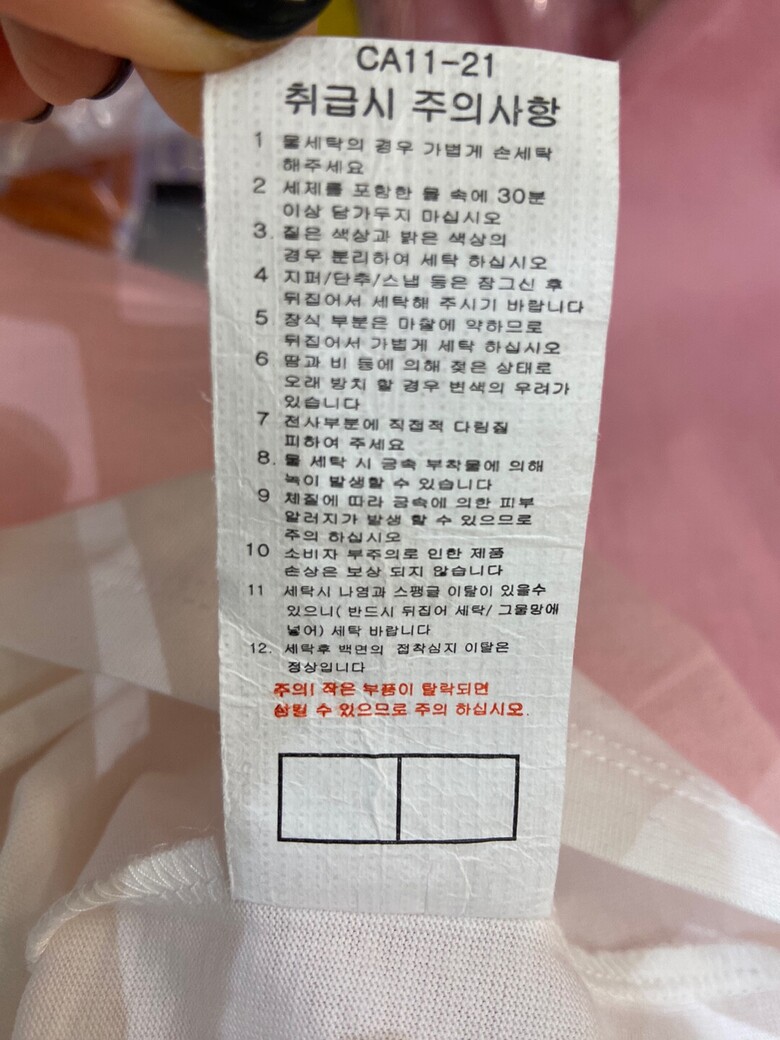 CA11-21
취급시 주의사항
1 물세탁의 경우 가볍게 손세탁
해주세요
2 세제를 포함한 물 속에 30분
이상 담가두지 마십시오
3. 짙은 색상과 밝은 색상의
경우 분리하여 세탁 하십시오
4 지퍼/단추/스냅 등은 잠그신 후
뒤집어서 세탁해 주시기 바랍니다
5 장식 부분은 마찰에 약하므로
뒤집어서 가볍게 세탁 하십시오
6 땀과 비 등에 의해 젖은 상태로
오래 방치 할 경우 변색의 우려가
있습니다
7 전사부분에 직접적 다림질
피하여 주세요
8. 물 세탁 시 금속 부착물에 의해
녹이 발생할 수 있습니다
9 체질에 따라 금속에 의한 피부
알러지가 발생 할 수 있으므로
주의 하십시오
10 소비자 부주의로 인한 제품
손상은 보상 되지 않습니다
11 세탁시 나염과 스팽글 이탈이 있을수
있으니( 반드시 뒤집어 세탁/ 그물망에
넣어) 세탁 바랍니다
12. 세탁후 백면의 접착심지 이탈은
정상입니다
주의! 작은 부품이 탈락되면
삼킬 수 있으므로 주의 하십시오.